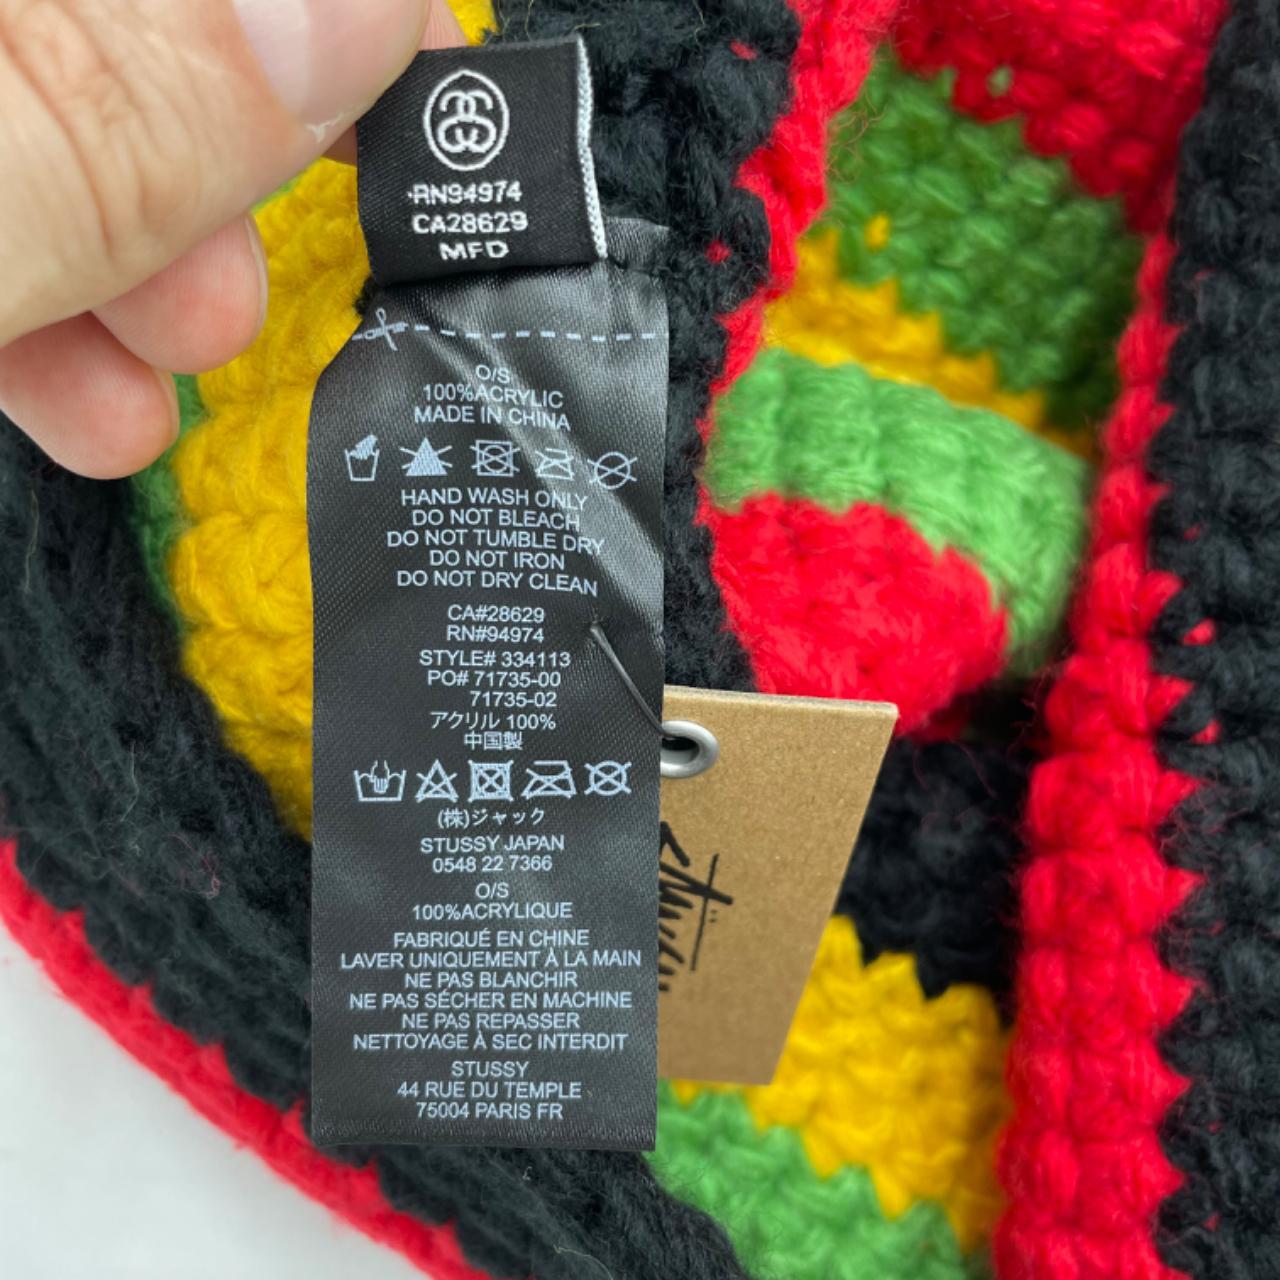 RN94974
CA28629
MFD
O/S
100%ACRYLIC
MADE IN CHINA
HAND WASH ONLY
DO NOT BLEACH
DO NOT TUMBLE DRY
DO NOT IRON
DO NOT DRY CLEAN
CA#28629
RN#94974
STYLE# 334113
PO# 71735-00
71735-02
アクリル 100%
中国製
(株)ジャック
STUSSY JAPAN
0548 22 7366
O/S
100%ACRYLIQUE
FABRIQUÉ EN CHINE
LAVER UNIQUEMENT À LA MAIN
NE PAS BLANCHIR
NE PAS SÉCHER EN MACHINE
NE PAS REPASSER
NETTOYAGE À SEC INTERDIT
STUSSY
44 RUE DU TEMPLE
75004 PARIS FR
Stüssy